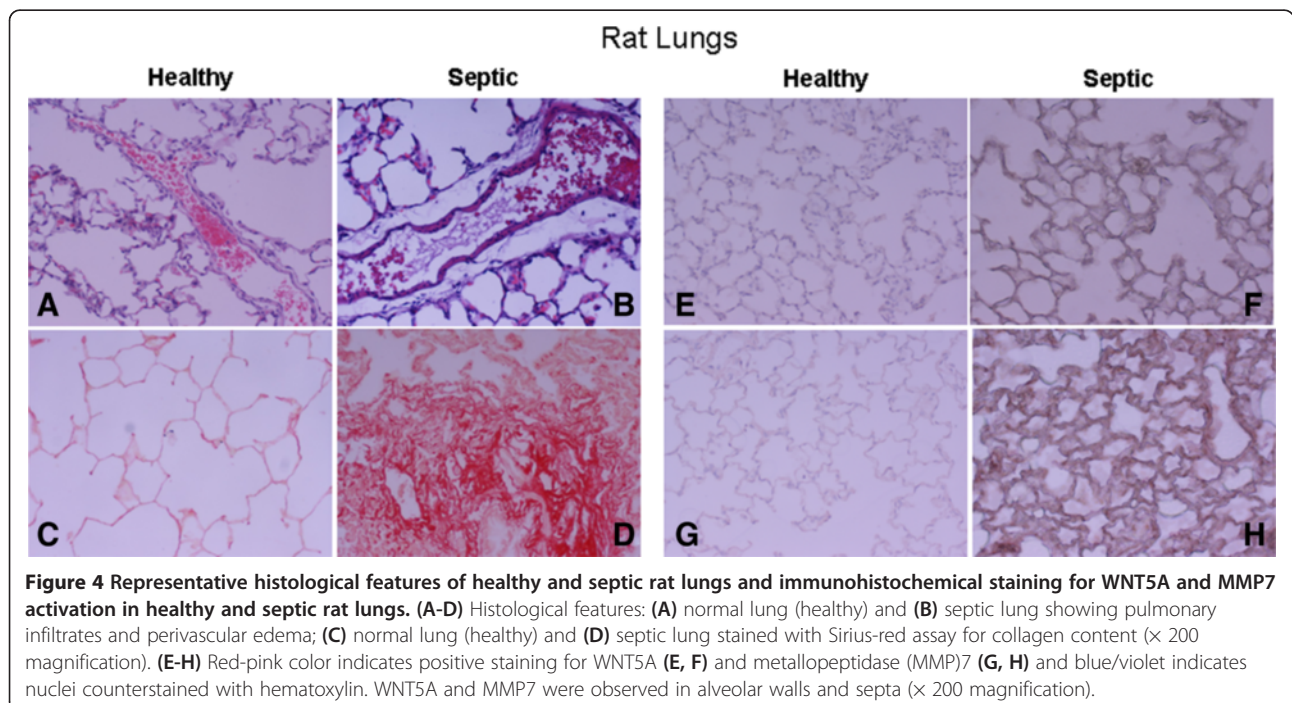 Rat Lungs
Healthy Septic Healthy Septic
A B E F
C D G H
Figure 4 Representative histological features of healthy and septic rat lungs and immunohistochemical staining for WNT5A and MMP7
activation in healthy and septic rat lungs. (A-D) Histological features: (A) normal lung (healthy) and (B) septic lung showing pulmonary
infiltrates and perivascular edema; (C) normal lung (healthy) and (D) septic lung stained with Sirius-red assay for collagen content (× 200
magnification). (E-H) Red-pink color indicates positive staining for WNT5A (E, F) and metallopeptidase (MMP)7 (G, H) and blue/violet indicates
nuclei counterstained with hematoxylin. WNT5A and MMP7 were observed in alveolar walls and septa (× 200 magnification).